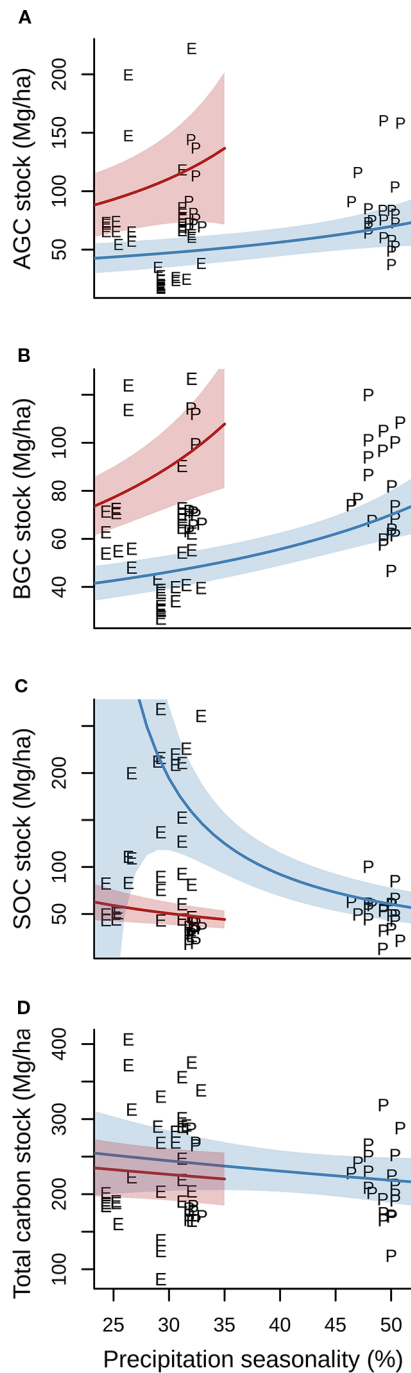 A
AGC stock (Mg/ha)
200
150
100
50
B
BGC stock (Mg/ha)
100
80
60
40
C
SOC stock (Mg/ha)
200
100
50
D
Total carbon stock (Mg/ha
400
300
200
100
25 30 35 40 45 50
Precipitation seasonality (%)